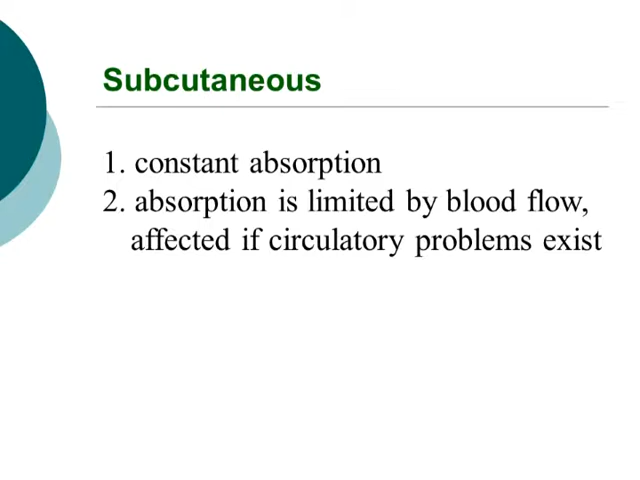 Subcutaneous
1. constant absorption
2. absorption is limited by blood flow,
affected if circulatory problems exist